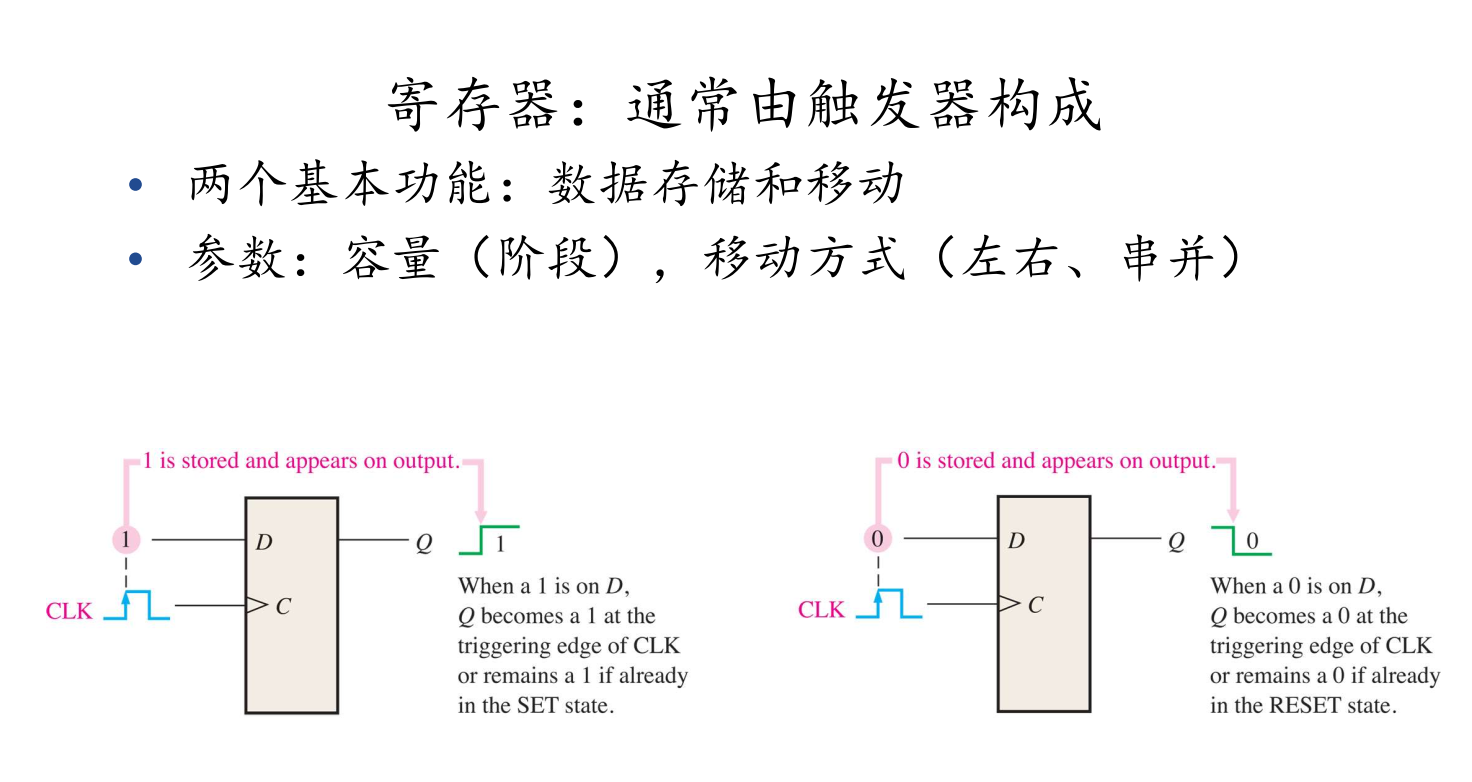 寄存器：通常由触发器构成
• 两个基本功能：数据存储和移动
• 参数：容量（阶段），移动方式（左右、串并）
1 is stored and appears on output.
1
D
Q
1
CLK
C
When a 1 is on D,
Q becomes a 1 at the
triggering edge of CLK
or remains a 1 if already
in the SET state.
0 is stored and appears on output.
0
D
Q
0
CLK
C
When a 0 is on D,
Q becomes a 0 at the
triggering edge of CLK
or remains a 0 if already
in the RESET state.